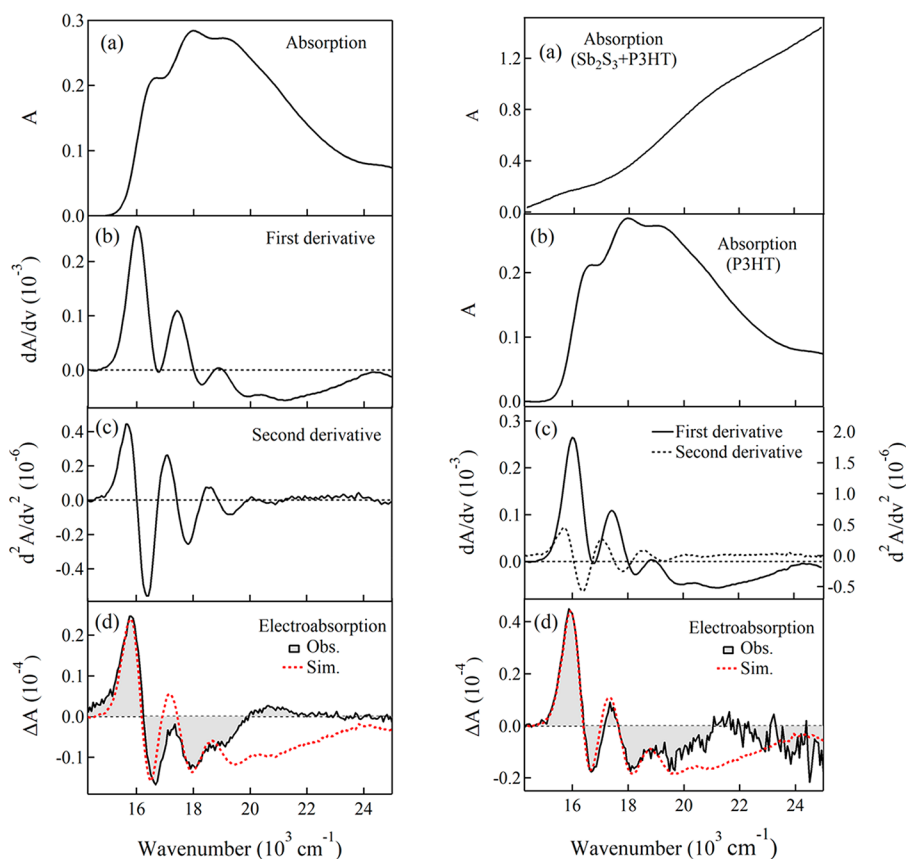 (a)
Absorption
A
0.3
0.2
0.1
0.0
(b)
First derivative
dA/dv (10⁻³)
0.2
0.1
0.0
(c)
Second derivative
d²A/dv² (10⁻⁶)
0.4
0.2
0.0
-0.2
-0.4
(d)
Electroabsorption
Obs.
Sim.
ΔA (10⁻⁴)
0.2
0.0
-0.1
16 18 20 22 24
Wavenumber (10³ cm⁻¹)
(a)
Absorption
(Sb₂S₃+P3HT)
A
1.2
0.8
0.4
0.0
(b)
Absorption
(P3HT)
A
0.2
0.1
0.0
(c)
First derivative
Second derivative
dA/dv (10⁻³)
0.3
0.2
0.1
0.0
d²A/dv² (10⁻⁶)
2.0
1.5
1.0
0.5
0.0
-0.5
(d)
Electroabsorption
Obs.
Sim.
ΔA (10⁻⁴)
0.4
0.2
0.0
-0.2
16 18 20 22 24
Wavenumber (10³ cm⁻¹)